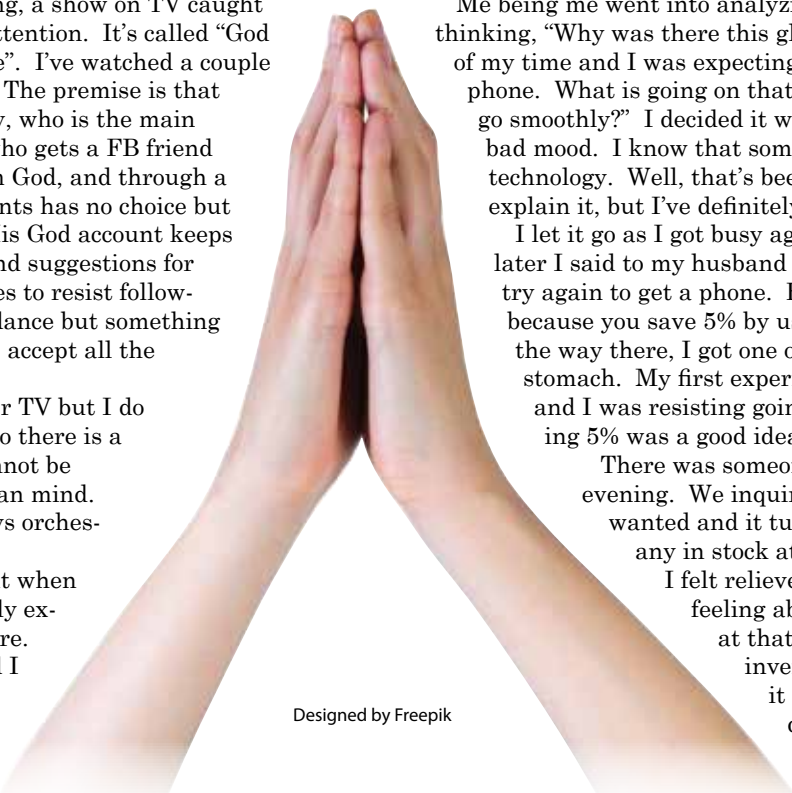 ng, a show on TV caught
ttention. It's called “God
e”. I've watched a couple
The premise is that
y, who is the main
ho gets a FB friend
n God, and through a
nts has no choice but
His God account keeps
nd suggestions for
es to resist follow-
dance but something
accept all the
r TV but I do
o there is a
nnot be
an mind.
ys orches-
t when
ly ex-
re.
l I
Me being me went into analyzi
thinking, “Why was there this gl
of my time and I was expecting
phone. What is going on that
go smoothly?” I decided it w
bad mood. I know that som
technology. Well, that's bee
explain it, but I've definitely
I let it go as I got busy ag
later I said to my husband
try again to get a phone.
because you save 5% by us
the way there, I got one o
stomach. My first exper
and I was resisting goin
ing 5% was a good idea
There was someo
evening. We inquir
wanted and it tu
any in stock at
I felt relieve
feeling ab
at that
inve
it
Designed by Freepik